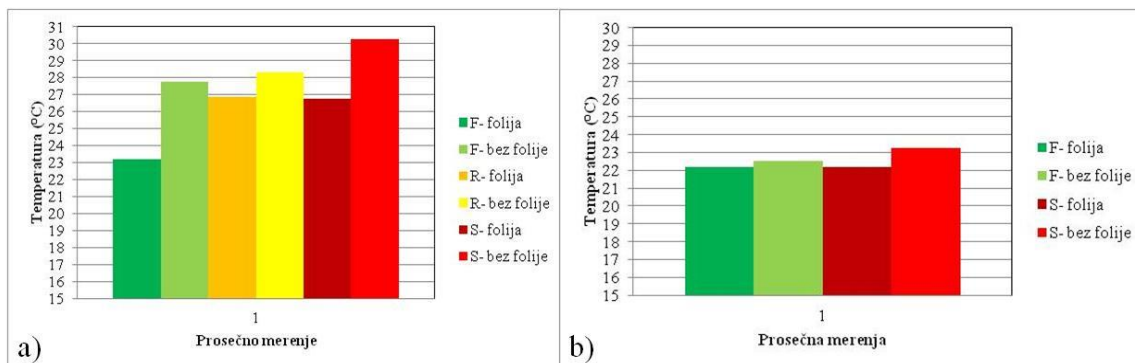 31
30
29
28
27
26
25
24
23
22
21
20
19
18
17
16
15
Temperatura (°C)
1
Prosečno merenje
F- folija
F- bez folije
R- folija
R- bez folije
S- folija
S- bez folije
a)
30
29
28
27
26
25
24
23
22
21
20
19
18
17
16
15
Temperatura (°C)
1
Prosečna merenja
F- folija
F- bez folije
S- folija
S- bez folije
b)